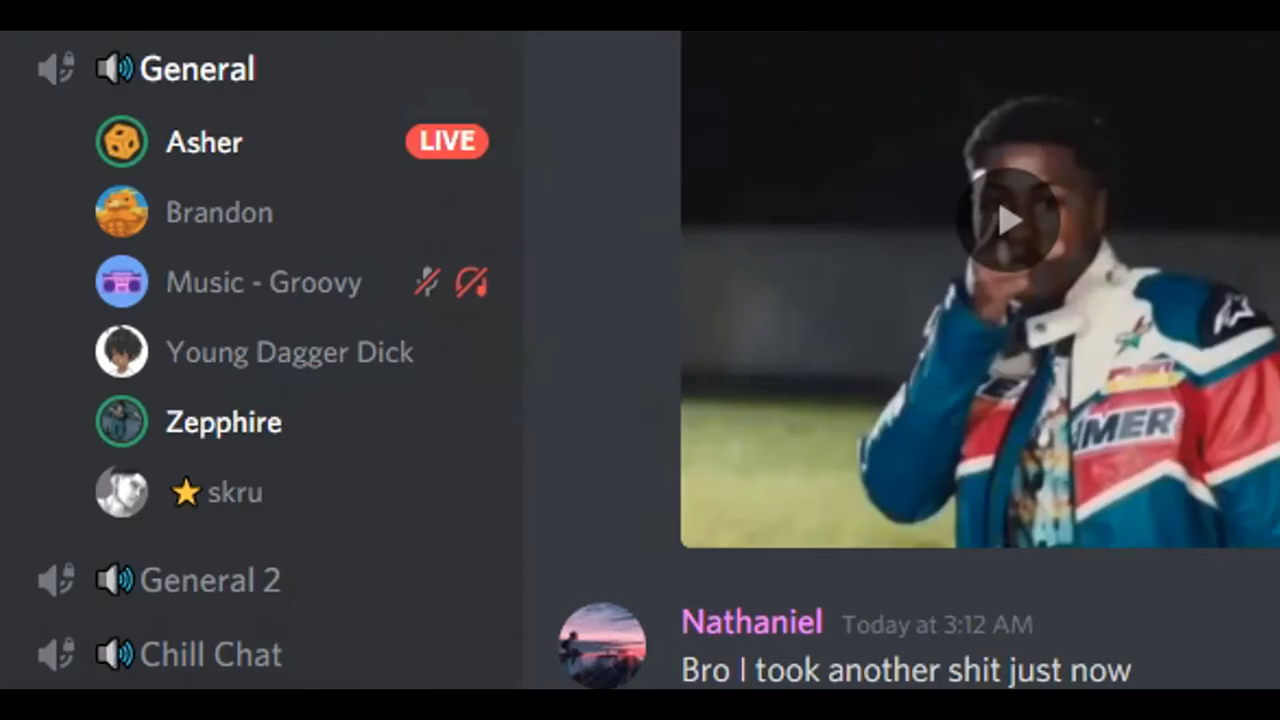 General
Asher
LIVE
Brandon
Music - Groovy
Young Dagger Dick
Zepphire
skru
General 2
Chill Chat
Nathaniel Today at 3:12 AM
Bro I took another shit just now